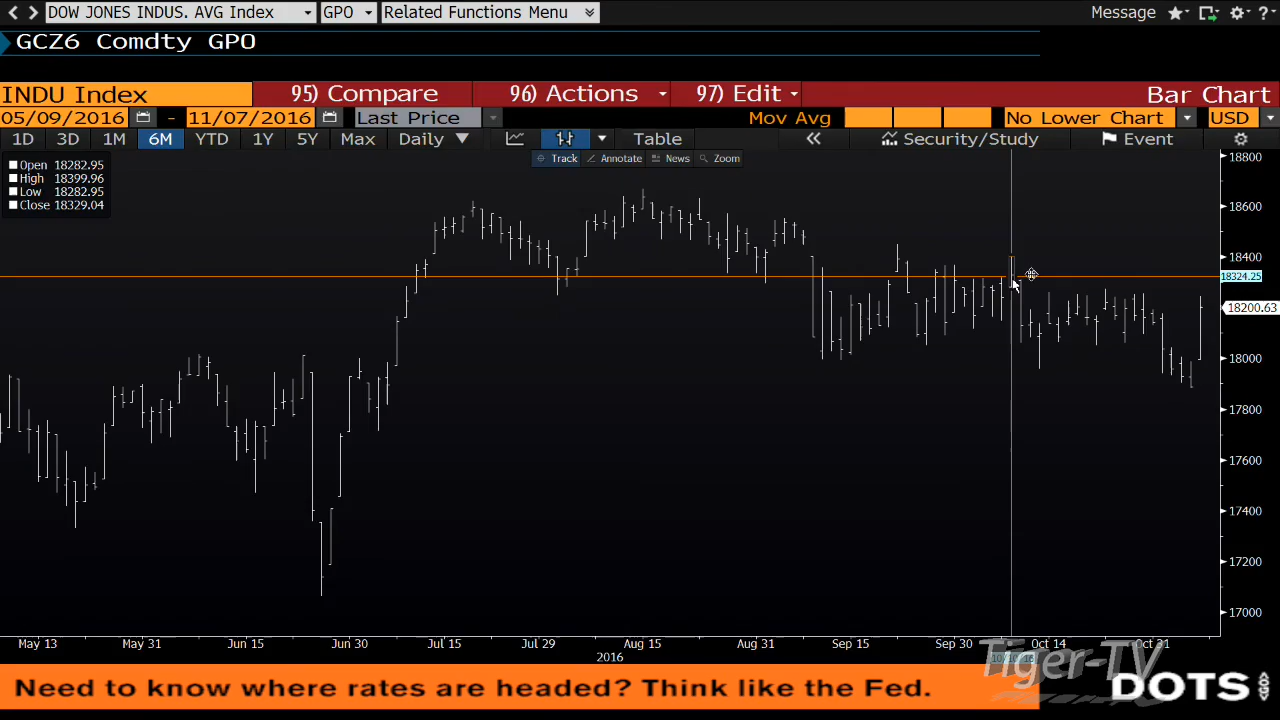 DOW JONES INDUS. AVG Index GPO Related Functions Menu Message ?
GCZ6 Comdty GPO
INDU Index 95) Compare 96) Actions 97) Edit Bar Chart
05/09/2016 - 11/07/2016 Last Price Mov Avg No Lower Chart USD
1D 3D 1M 6M YTD 1Y 5Y Max Daily Table Security/Study Event
Track Annotate News Zoom
Open 18282.95
High 18399.96
Low 18282.95
Close 18329.04
18800
18600
18400
18324.25
18200.63
18000
17800
17600
17400
17200
17000
May 13 May 31 Jun 15 Jun 30 Jul 15 Jul 29 Aug 15 Aug 31 Sep 15 Sep 30 Oct 14 Oct 31
2016
Tiger-TV
Need to know where rates are headed? Think like the Fed.
DOTS